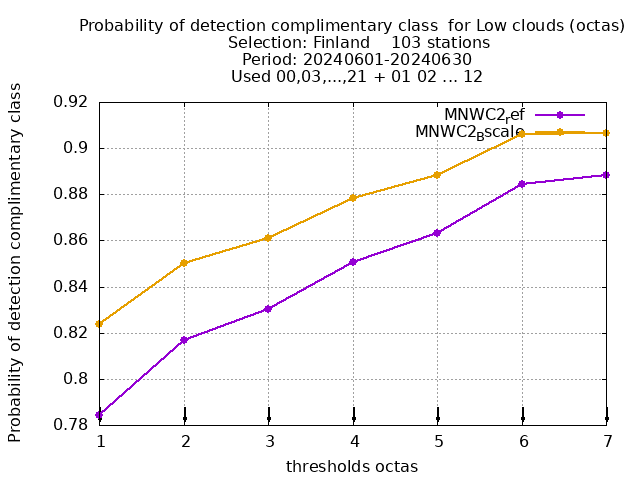 Probability of detection complimentary class  for Low clouds (octas)
Selection: Finland    103 stations
Period: 20240601-20240630
Used 00,03,...,21 + 01 02 ... 12
Probability of detection complimentary class
0.92
0.9
0.88
0.86
0.84
0.82
0.8
0.78
MNWC2_ref
MNWC2_Bscale
1 2 3 4 5 6 7
thresholds octas